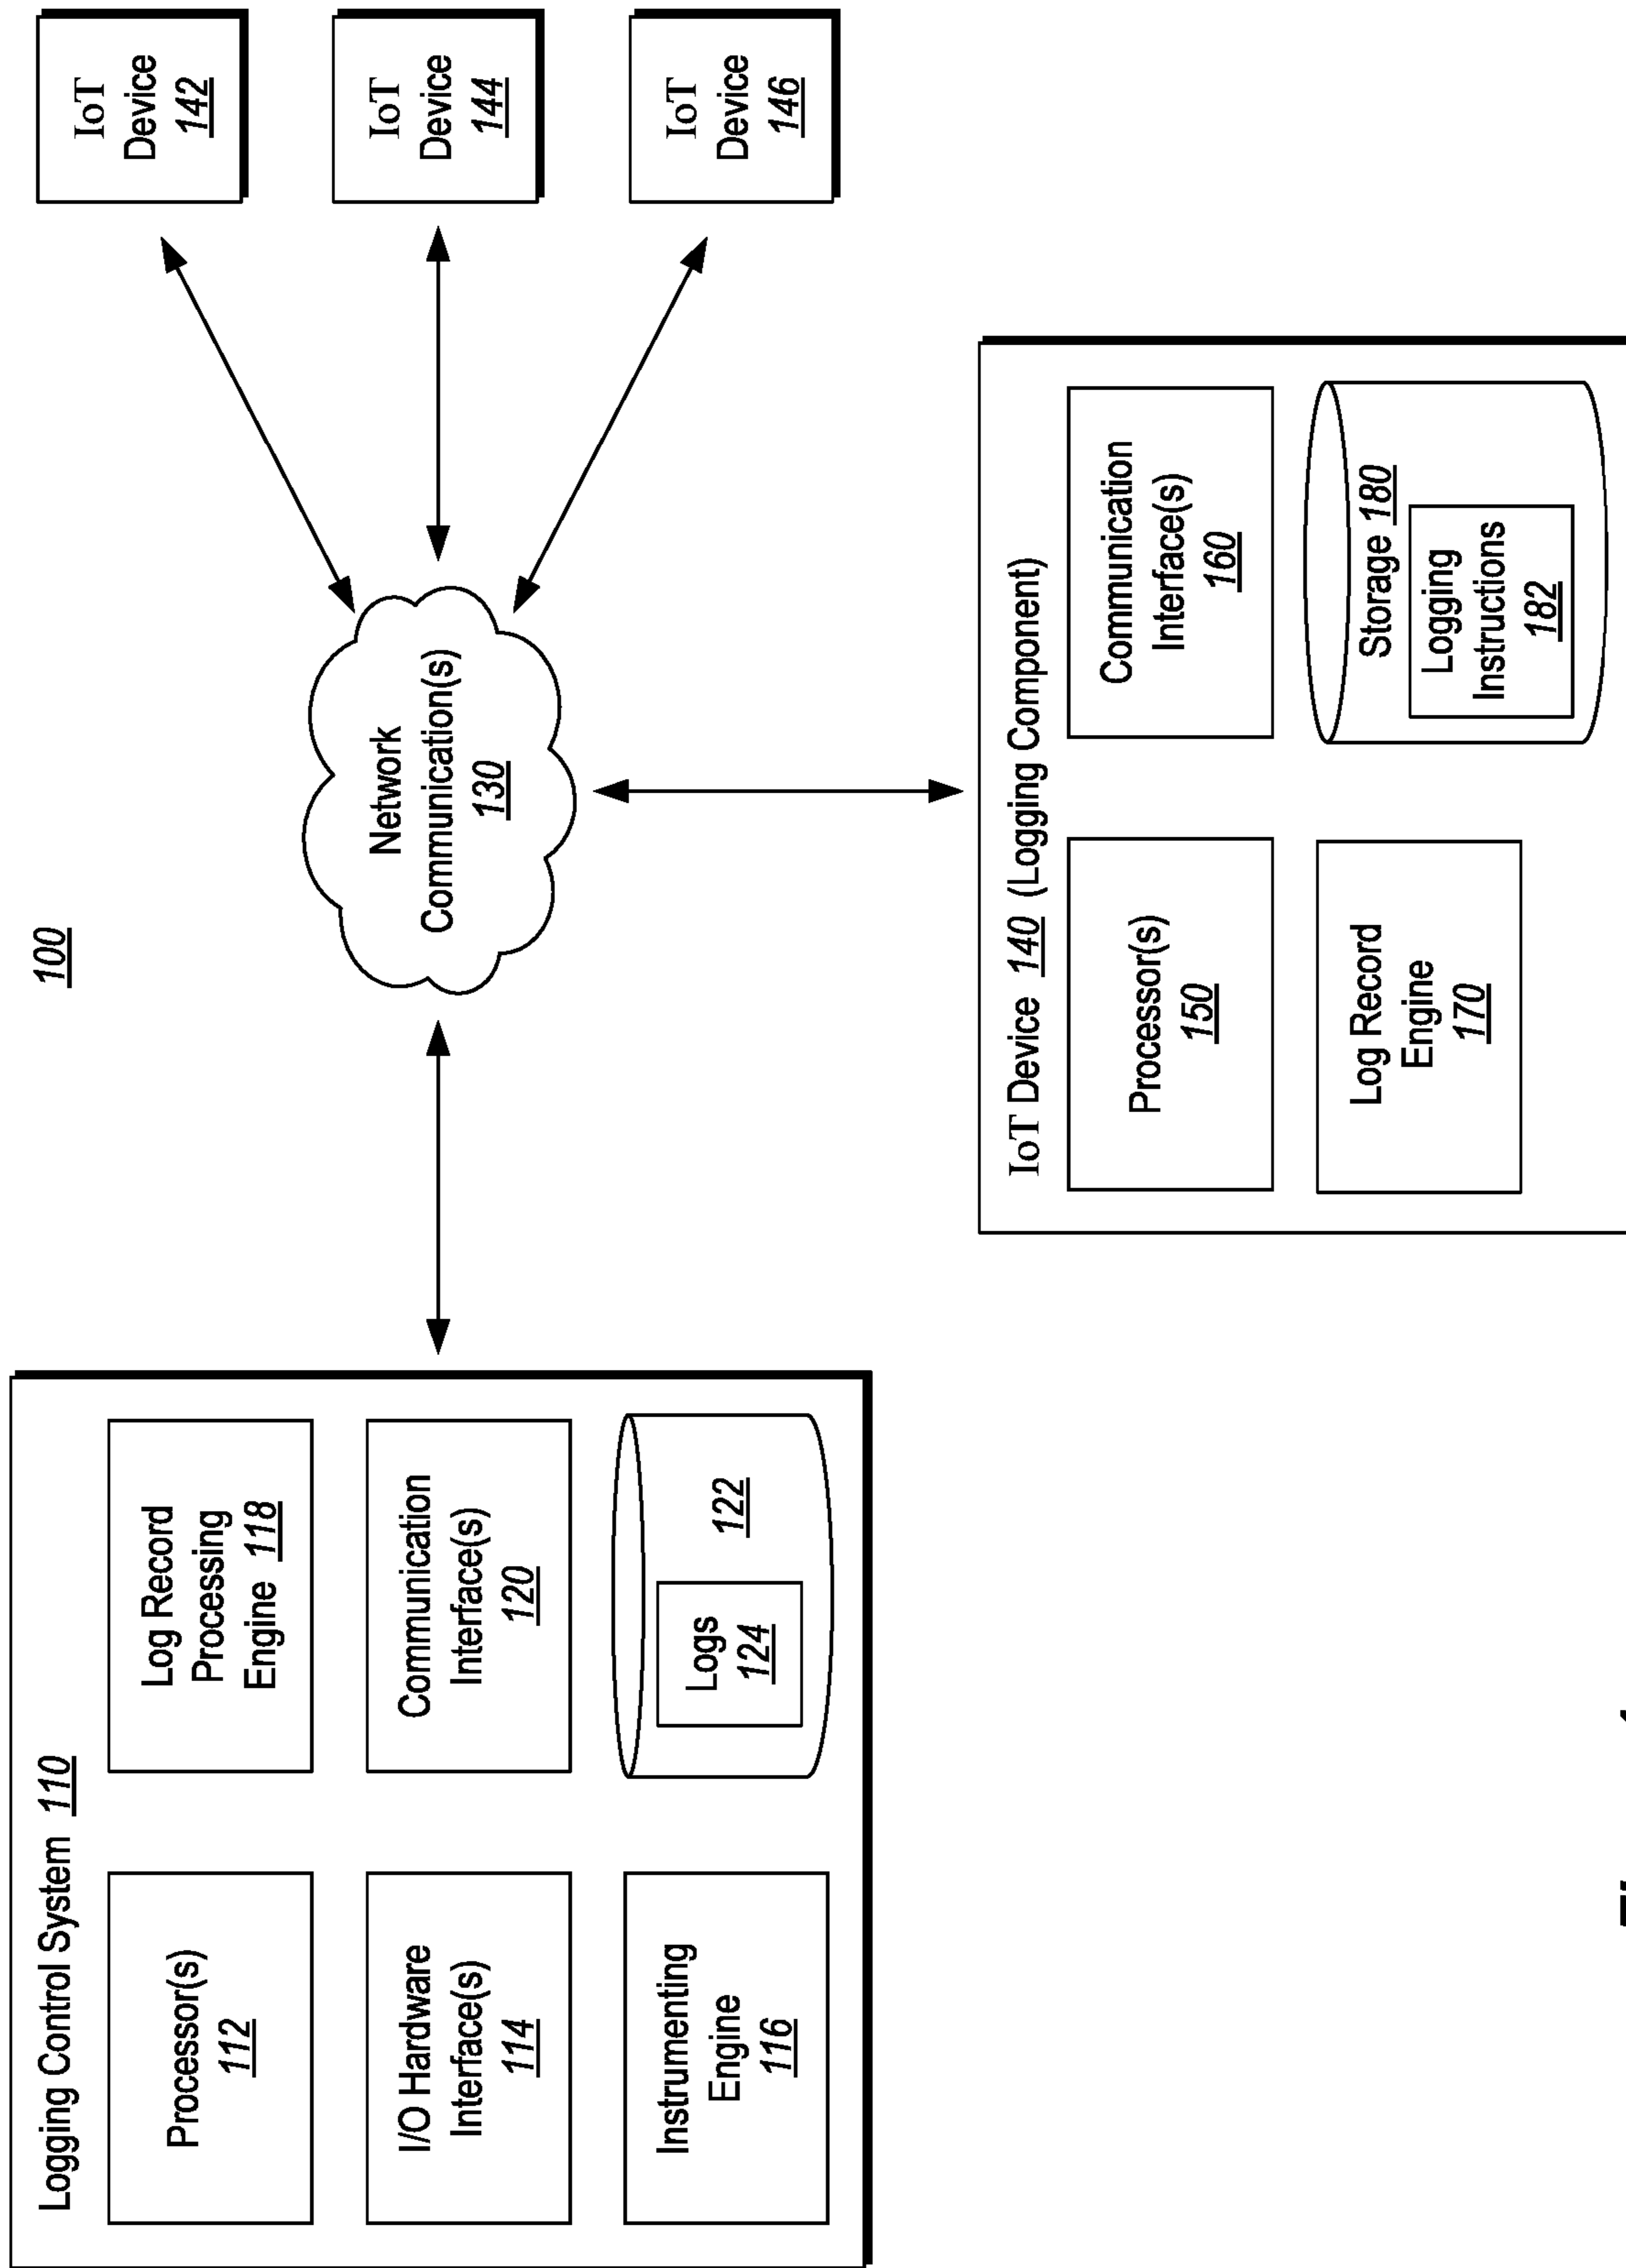 100
Logging Control System 110
Processor(s)
112
Log Record
Processing
Engine 118
I/O Hardware
Interface(s)
114
Communication
Interface(s)
120
Instrumenting
Engine
116
122
Logs
124
Network
Communication(s)
130
IoT
Device
142
IoT
Device
144
IoT
Device
146
IoT Device 140 (Logging Component)
Processor(s)
150
Communication
Interface(s)
160
Log Record
Engine
170
Storage 180
Logging
Instructions
182